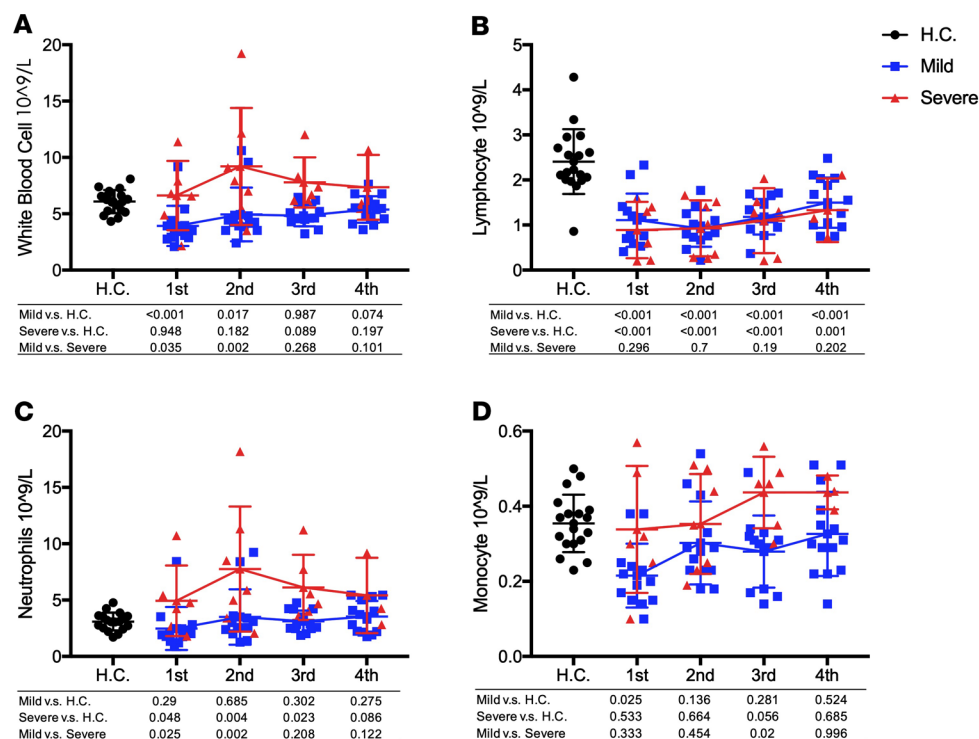 A
White Blood Cell 10^9/L
20
15
10
5
0
H.C. 1st 2nd 3rd 4th
Mild v.s. H.C. <0.001 0.017 0.987 0.074
Severe v.s. H.C. 0.948 0.182 0.089 0.197
Mild v.s. Severe 0.035 0.002 0.268 0.101
B
Lymphocyte 10^9/L
5
4
3
2
1
0
H.C. 1st 2nd 3rd 4th
Mild v.s. H.C. <0.001 <0.001 <0.001 <0.001
Severe v.s. H.C. <0.001 <0.001 <0.001 0.001
Mild v.s. Severe 0.296 0.7 0.19 0.202
H.C.
Mild
Severe
C
Neutrophils 10^9/L
20
15
10
5
0
H.C. 1st 2nd 3rd 4th
Mild v.s. H.C. 0.29 0.685 0.302 0.275
Severe v.s. H.C. 0.048 0.004 0.023 0.086
Mild v.s. Severe 0.025 0.002 0.208 0.122
D
Monocyte 10^9/L
0.6
0.4
0.2
0.0
H.C. 1st 2nd 3rd 4th
Mild v.s. H.C. 0.025 0.136 0.281 0.524
Severe v.s. H.C. 0.533 0.664 0.056 0.685
Mild v.s. Severe 0.333 0.454 0.02 0.996